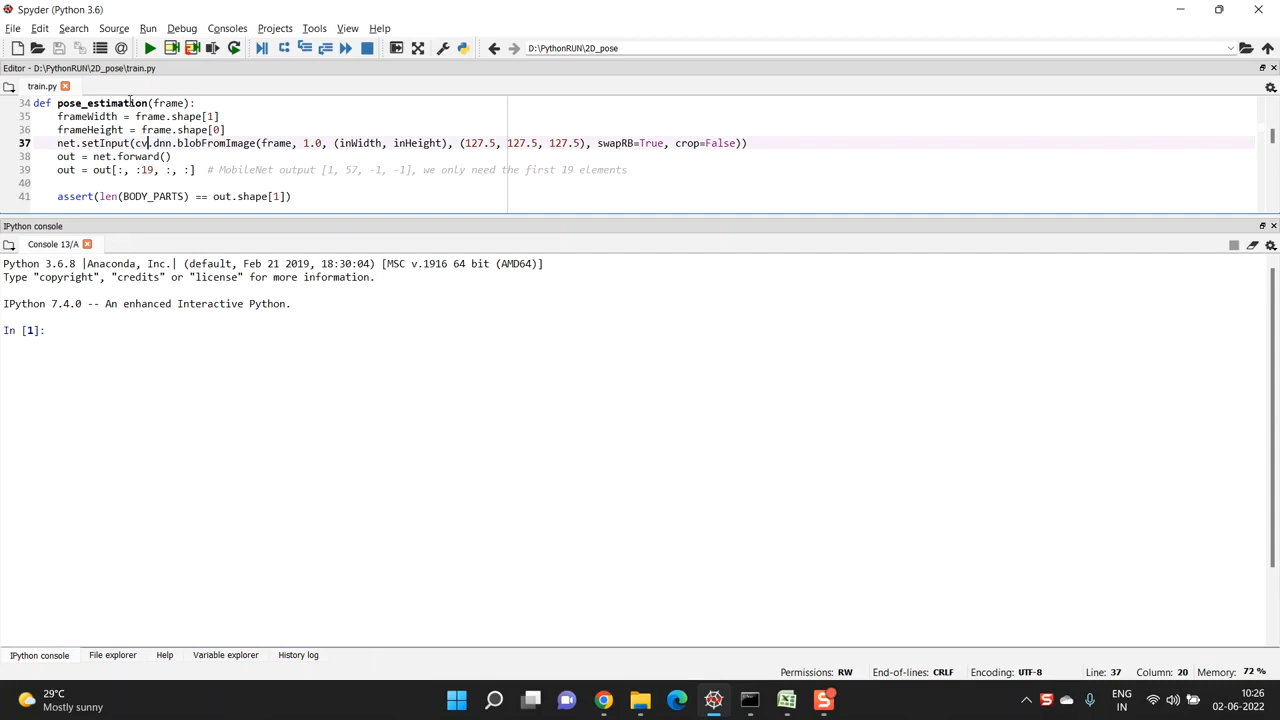 Spyder (Python 3.6)
File Edit Search Source Run Debug Consoles Projects Tools View Help
D:\PythonRUN\2D_pose
Editor - D:\PythonRUN\2D_pose\train.py
train.py
34 def pose_estimation(frame):
35 frameWidth = frame.shape[1]
36 frameHeight = frame.shape[0]
37 net.setInput(cv.dnn.blobFromImage(frame, 1.0, (inWidth, inHeight), (127.5, 127.5, 127.5), swapRB=True, crop=False))
38 out = net.forward()
39 out = out[:, :19, :, :] # MobileNet output [1, 57, -1, -1], we only need the first 19 elements
40
41 assert(len(BODY_PARTS) == out.shape[1])
IPython console
Console 13/A
Python 3.6.8 |Anaconda, Inc.| (default, Feb 21 2019, 18:30:04) [MSC v.1916 64 bit (AMD64)]
Type "copyright", "credits" or "license" for more information.
IPython 7.4.0 -- An enhanced Interactive Python.
In [1]:
IPython console File explorer Help Variable explorer History log
Permissions: RW End-of-lines: CRLF Encoding: UTF-8 Line: 37 Column: 20 Memory: 72 %
29°C
Mostly sunny
ENG
IN
10:26
02-06-2022